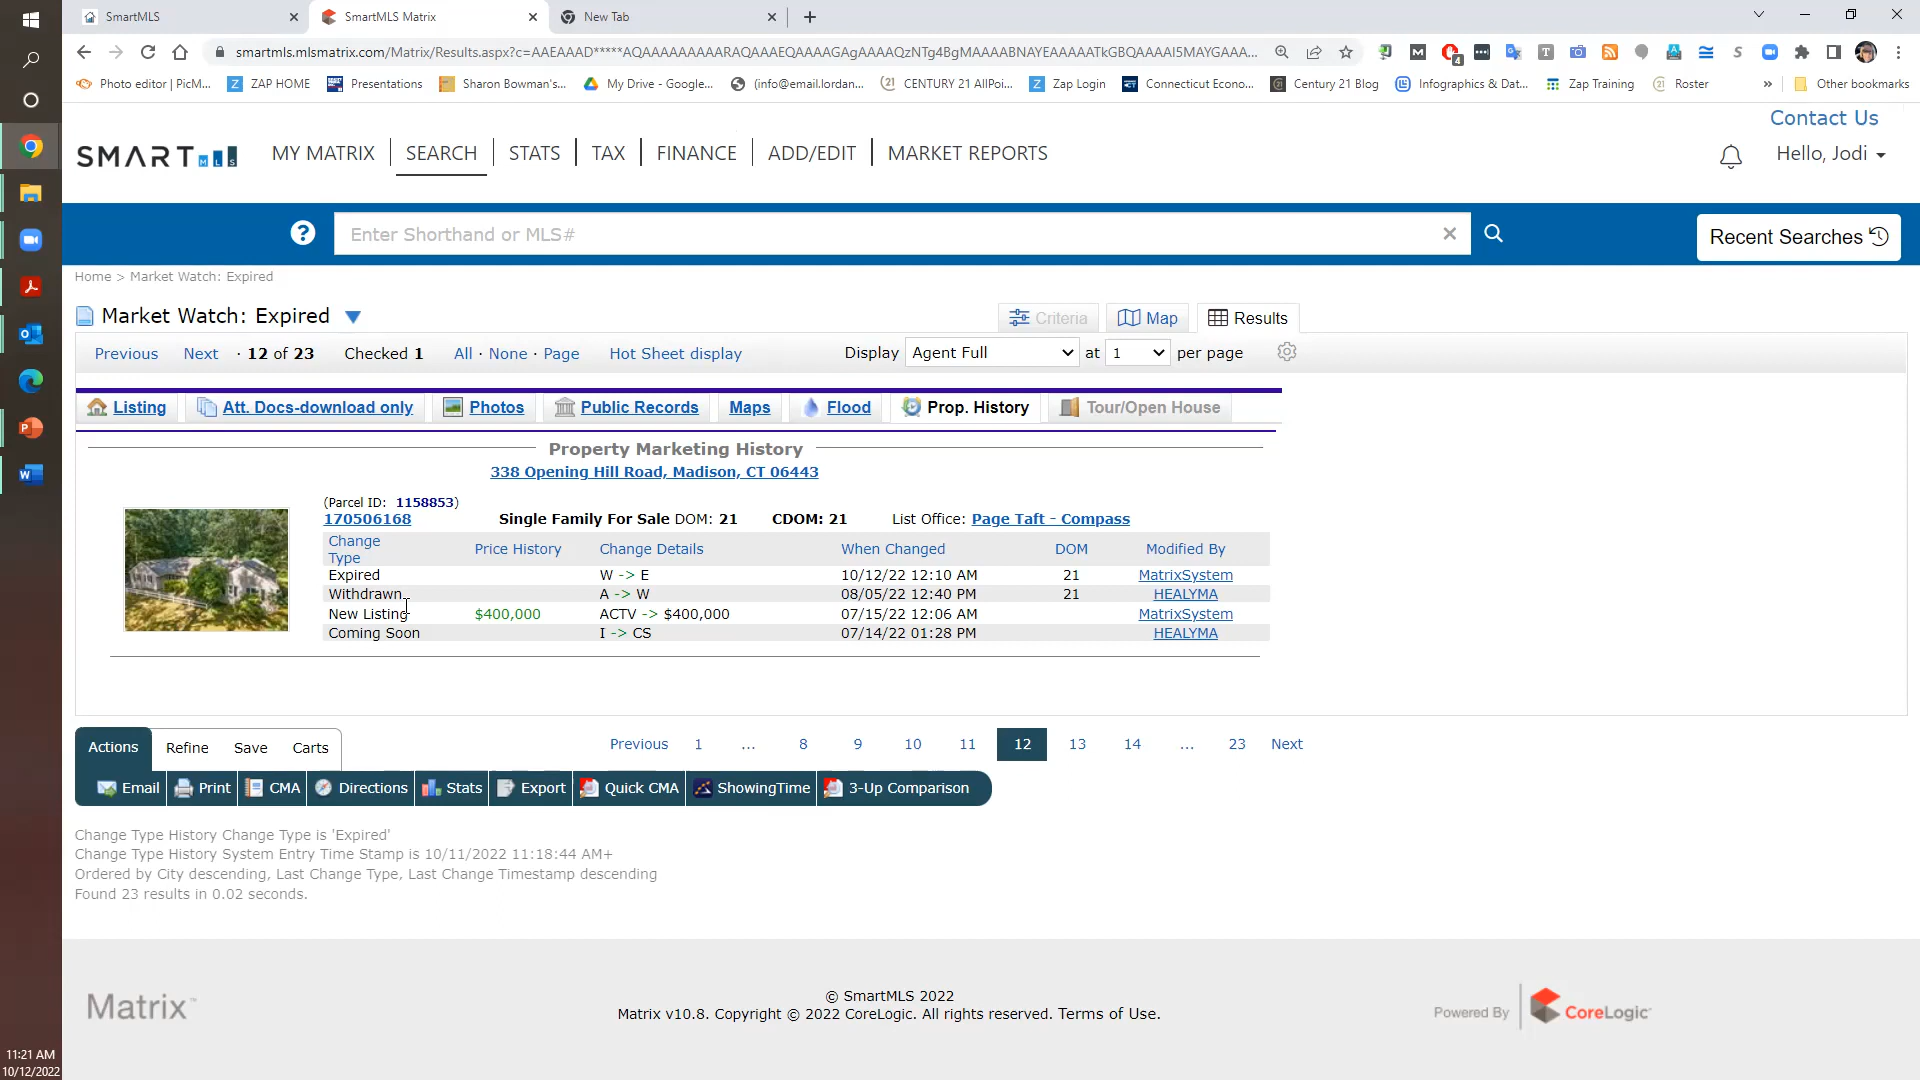 SmartMLS
SmartMLS Matrix
New Tab
smartmls.mlsmatrix.com/Matrix/Results.aspx?c=AAEAAAD*****AQAAAAAAAAARAQAAAEQAAAAGAgAAAAQzNTg4BgMAAAABNAYEAAAAATkGBQAAAAI5MAYGAAA...
4
Photo editor | PicM...
ZAP HOME
Presentations
Sharon Bowman's...
My Drive - Google...
(info@email.lordan...
CENTURY 21 AllPoi...
Zap Login
Connecticut Econo...
Century 21 Blog
Infographics & Dat...
Zap Training
Roster
»
Other bookmarks
Contact Us
SMART MLS
MY MATRIX
SEARCH
STATS
TAX
FINANCE
ADD/EDIT
MARKET REPORTS
Hello, Jodi
?
Enter Shorthand or MLS#
Recent Searches
Home > Market Watch: Expired
Market Watch: Expired
Criteria
Map
Results
Previous Next · 12 of 23 Checked 1 All · None · Page Hot Sheet display
Display Agent Full at 1 per page
Listing
Att. Docs-download only
Photos
Public Records
Maps
Flood
Prop. History
Tour/Open House
Property Marketing History
338 Opening Hill Road, Madison, CT 06443
(Parcel ID: 1158853)
170506168 Single Family For Sale DOM: 21 CDOM: 21 List Office: Page Taft - Compass
Change Type Price History Change Details When Changed DOM Modified By
Expired W -> E 10/12/22 12:10 AM 21 MatrixSystem
Withdrawn A -> W 08/05/22 12:40 PM 21 HEALYMA
New Listing $400,000 ACTV -> $400,000 07/15/22 12:06 AM MatrixSystem
Coming Soon I -> CS 07/14/22 01:28 PM HEALYMA
Actions Refine Save Carts
Previous 1 ... 8 9 10 11 12 13 14 ... 23 Next
Email Print CMA Directions Stats Export Quick CMA ShowingTime 3-Up Comparison
Change Type History Change Type is 'Expired'
Change Type History System Entry Time Stamp is 10/11/2022 11:18:44 AM+
Ordered by City descending, Last Change Type, Last Change Timestamp descending
Found 23 results in 0.02 seconds.
Matrix™
© SmartMLS 2022
Matrix v10.8. Copyright © 2022 CoreLogic. All rights reserved. Terms of Use.
Powered By CoreLogic
11:21 AM
10/12/2022